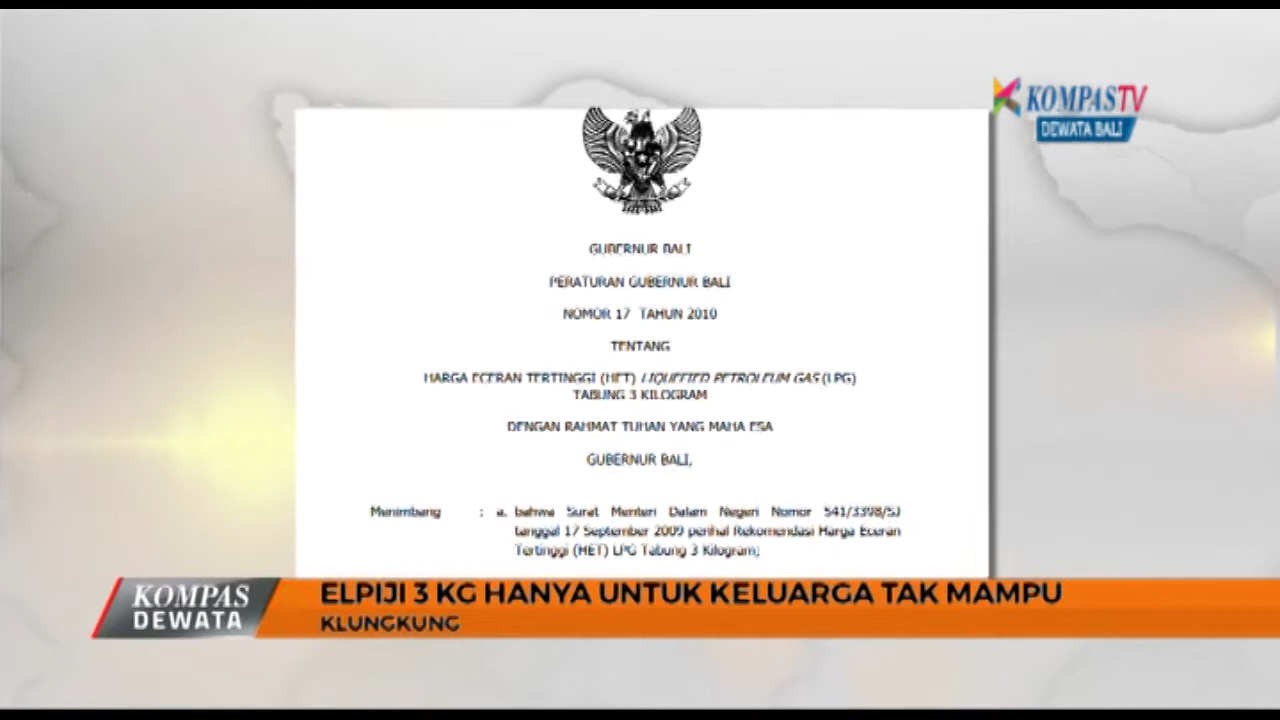 KOMPASTV
DEWATA BALI
GUBERNUR BALI
PERATURAN GUBERNUR BALI
NOMOR 17 TAHUN 2010
TENTANG
HARGA ECERAN TERTINGGI (HET) LIQUEFIED PETROLEUM GAS (LPG)
TABUNG 3 KILOGRAM
DENGAN RAHMAT TUHAN YANG MAHA ESA
GUBERNUR BALI,
Menimbang : a. bahwa Surat Menteri Dalam Negeri Nomor 541/3398/SJ
tanggal 17 September 2009 perihal Rekomendasi Harga Eceran
Tertinggi (HET) LPG Tabung 3 Kilogram;
KOMPAS
DEWATA
ELPIJI 3 KG HANYA UNTUK KELUARGA TAK MAMPU
KLUNGKUNG